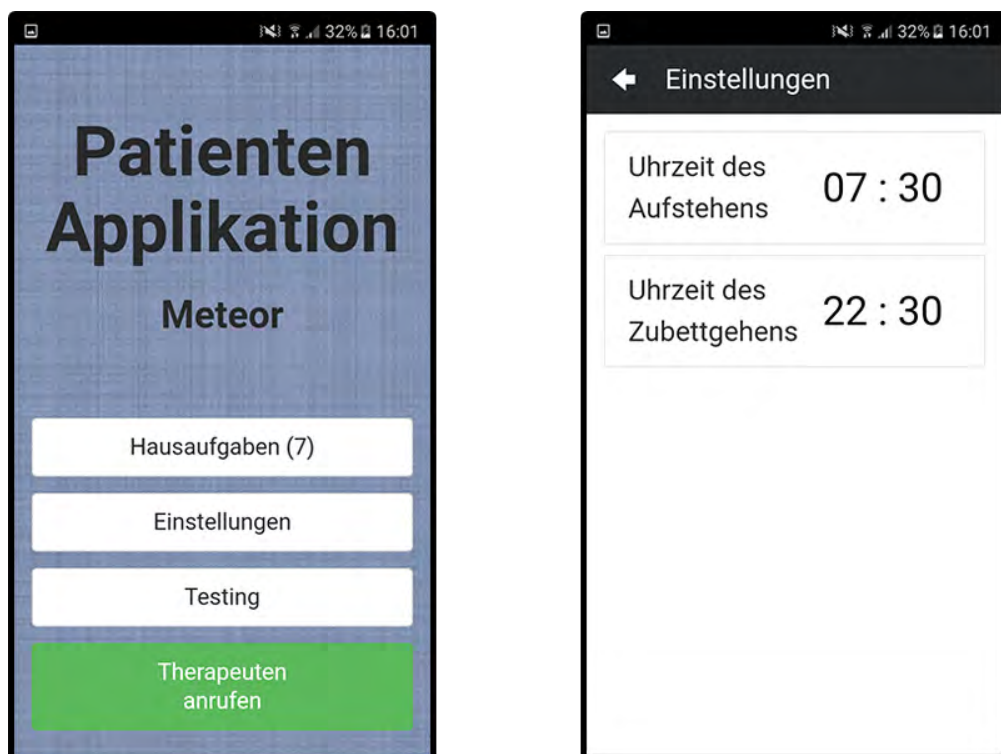 32% 16:01
Patienten
Applikation
Meteor
Hausaufgaben (7)
Einstellungen
Testing
Therapeuten
anrufen
32% 16:01
Einstellungen
Uhrzeit des
Aufstehens
07 : 30
Uhrzeit des
Zubettgehens
22 : 30